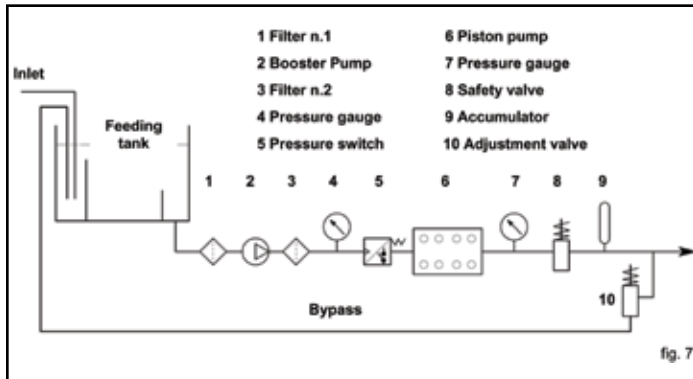 1 Filter n.1
2 Booster Pump
3 Filter n.2
4 Pressure gauge
5 Pressure switch
6 Piston pump
7 Pressure gauge
8 Safety valve
9 Accumulator
10 Adjustment valve
Inlet
Feeding
tank
1 2 3 4 5 6 7 8 9
10
Bypass
fig. 7